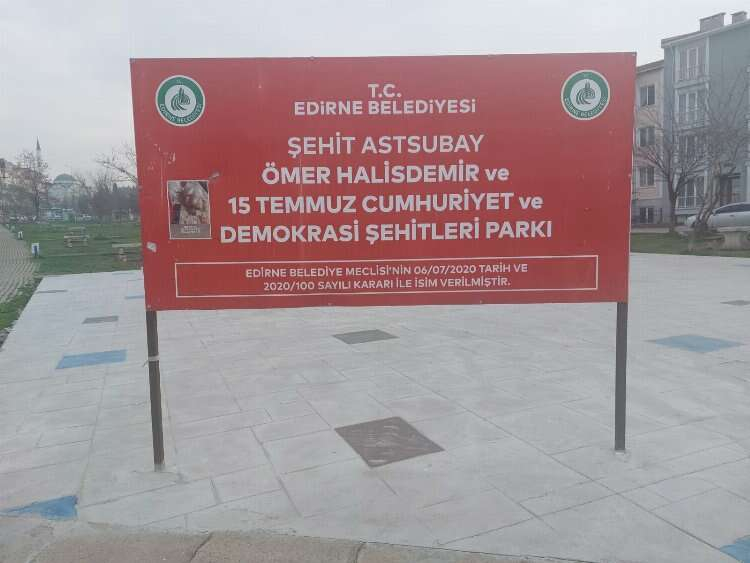 T.C.
EDİRNE BELEDİYESİ
ŞEHİT ASTSUBAY
ÖMER HALİSDEMİR ve
15 TEMMUZ CUMHURİYET ve
DEMOKRASİ ŞEHİTLERİ PARKI
EDİRNE BELEDİYE MECLİSİ'NİN 06/07/2020 TARİH VE
2020/100 SAYILI KARARI İLE İSİM VERİLMİŞTİR.